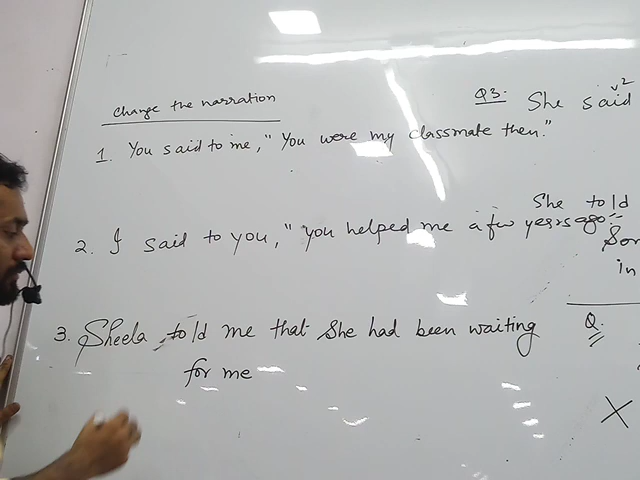 Change the narration
Q3. She said
v2
1. You said to me, "You were my classmate then."
She told
2. I said to you, "You helped me a few years ago.
in
3. Sheela told me that She had been waiting
for me
Q.
X